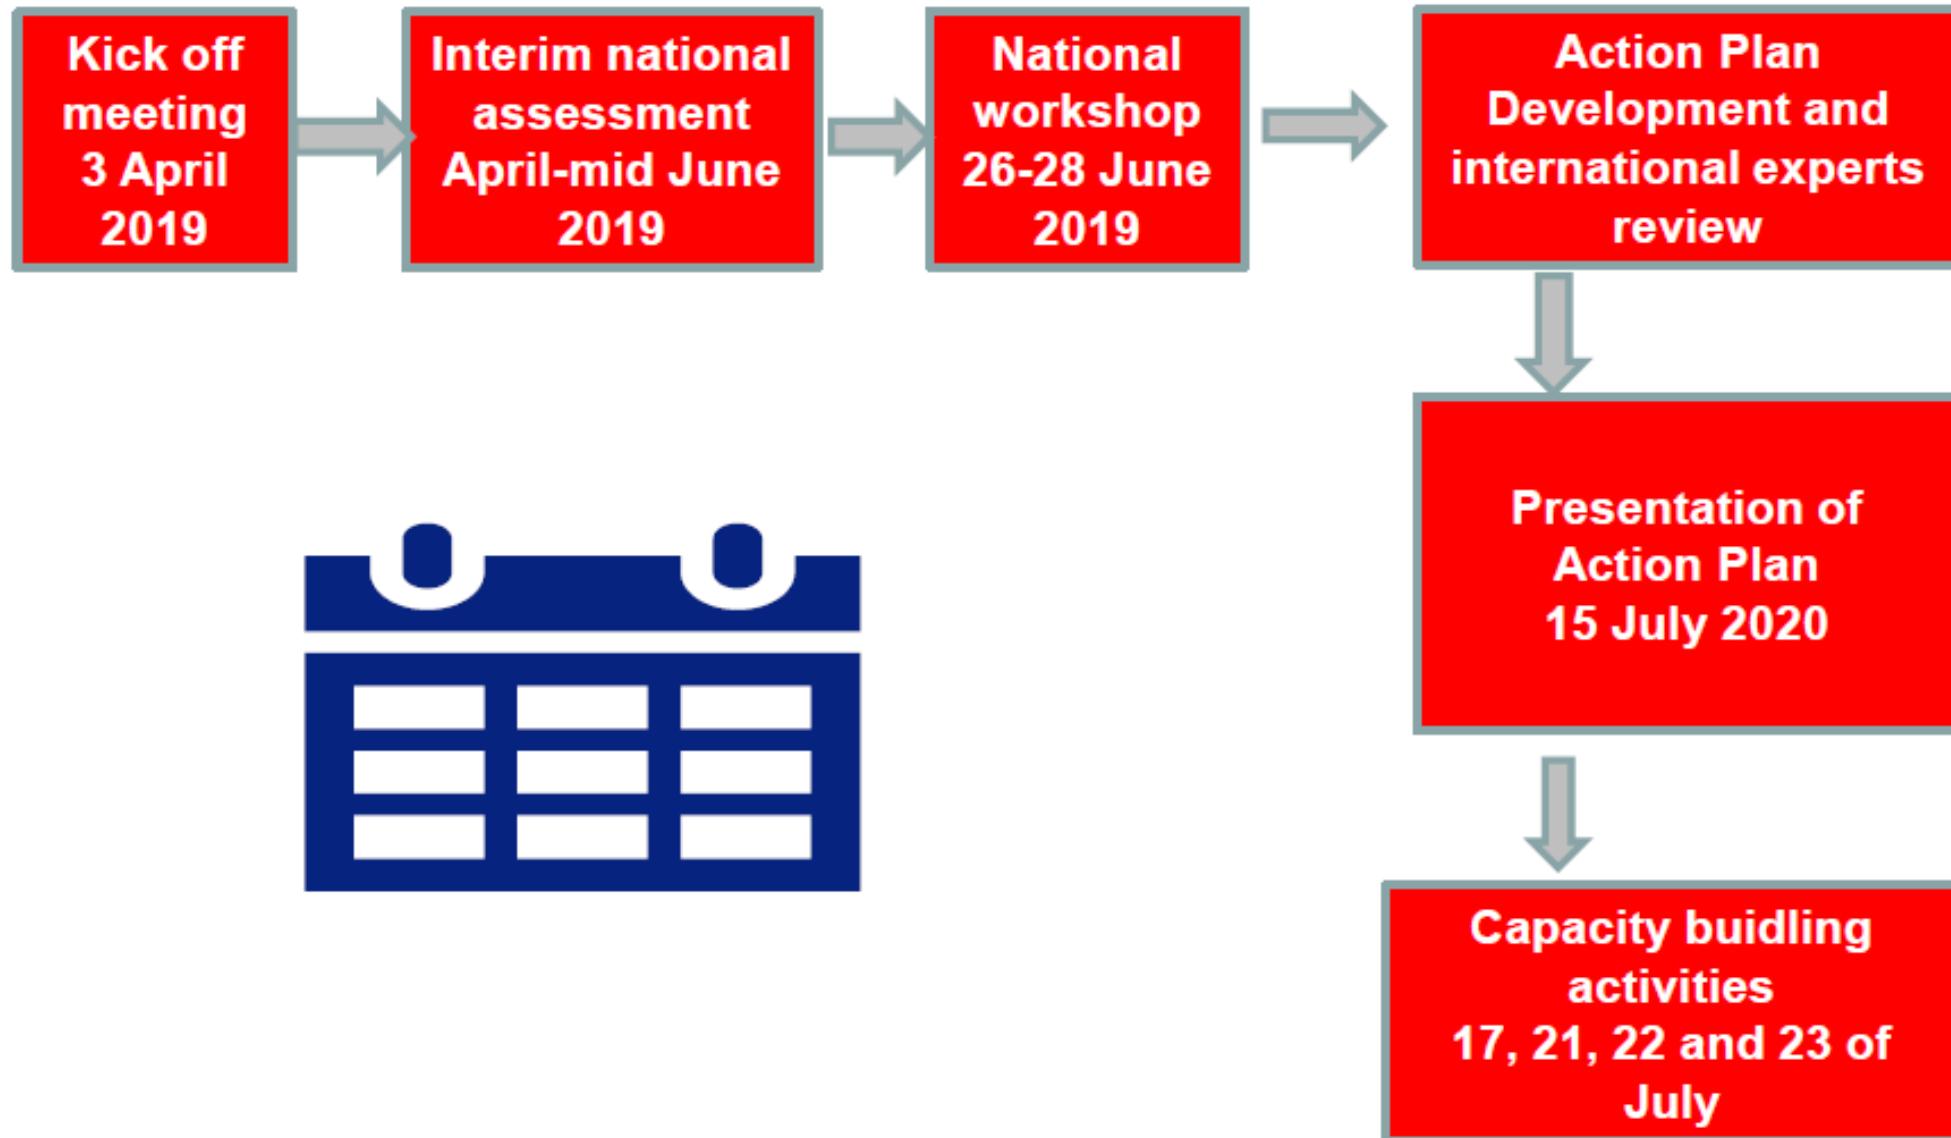 Kick off
meeting
3 April
2019
Interim national
assessment
April-mid June
2019
National
workshop
26-28 June
2019
Action Plan
Development and
international experts
review
Presentation of
Action Plan
15 July 2020
Capacity buidling
activities
17, 21, 22 and 23 of
July